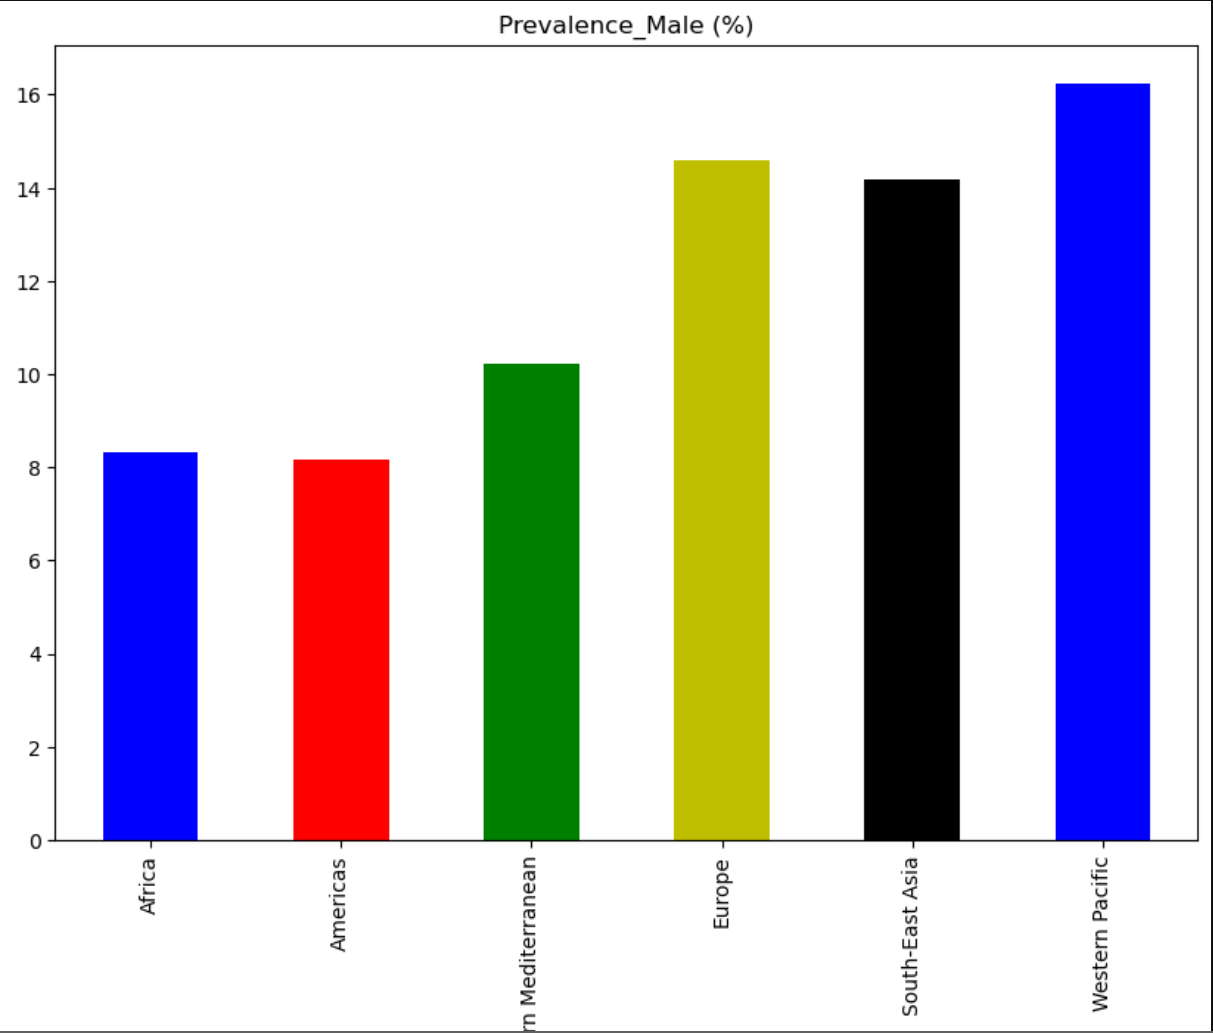 Prevalence_Male (%)
16
14
12
10
8
6
4
2
0
Africa
Americas
rn Mediterranean
Europe
South-East Asia
Western Pacific